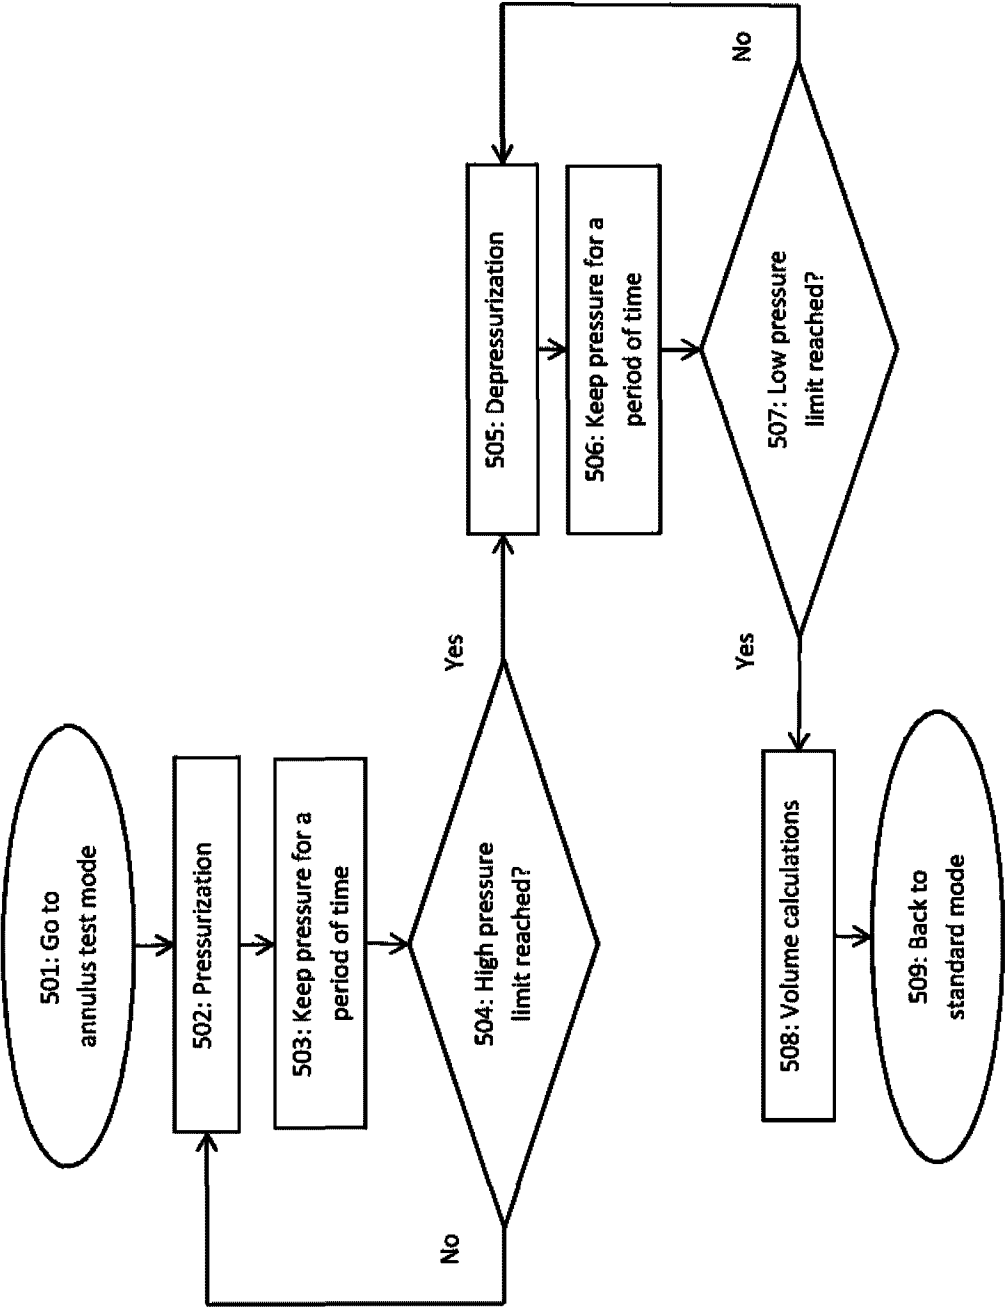 501: Go to
annulus test mode
502: Pressurization
503: Keep pressure for a
period of time
504: High pressure
limit reached?
No
Yes
505: Depressurization
506: Keep pressure for a
period of time
507: Low pressure
limit reached?
No
Yes
508: Volume calculations
509: Back to
standard mode